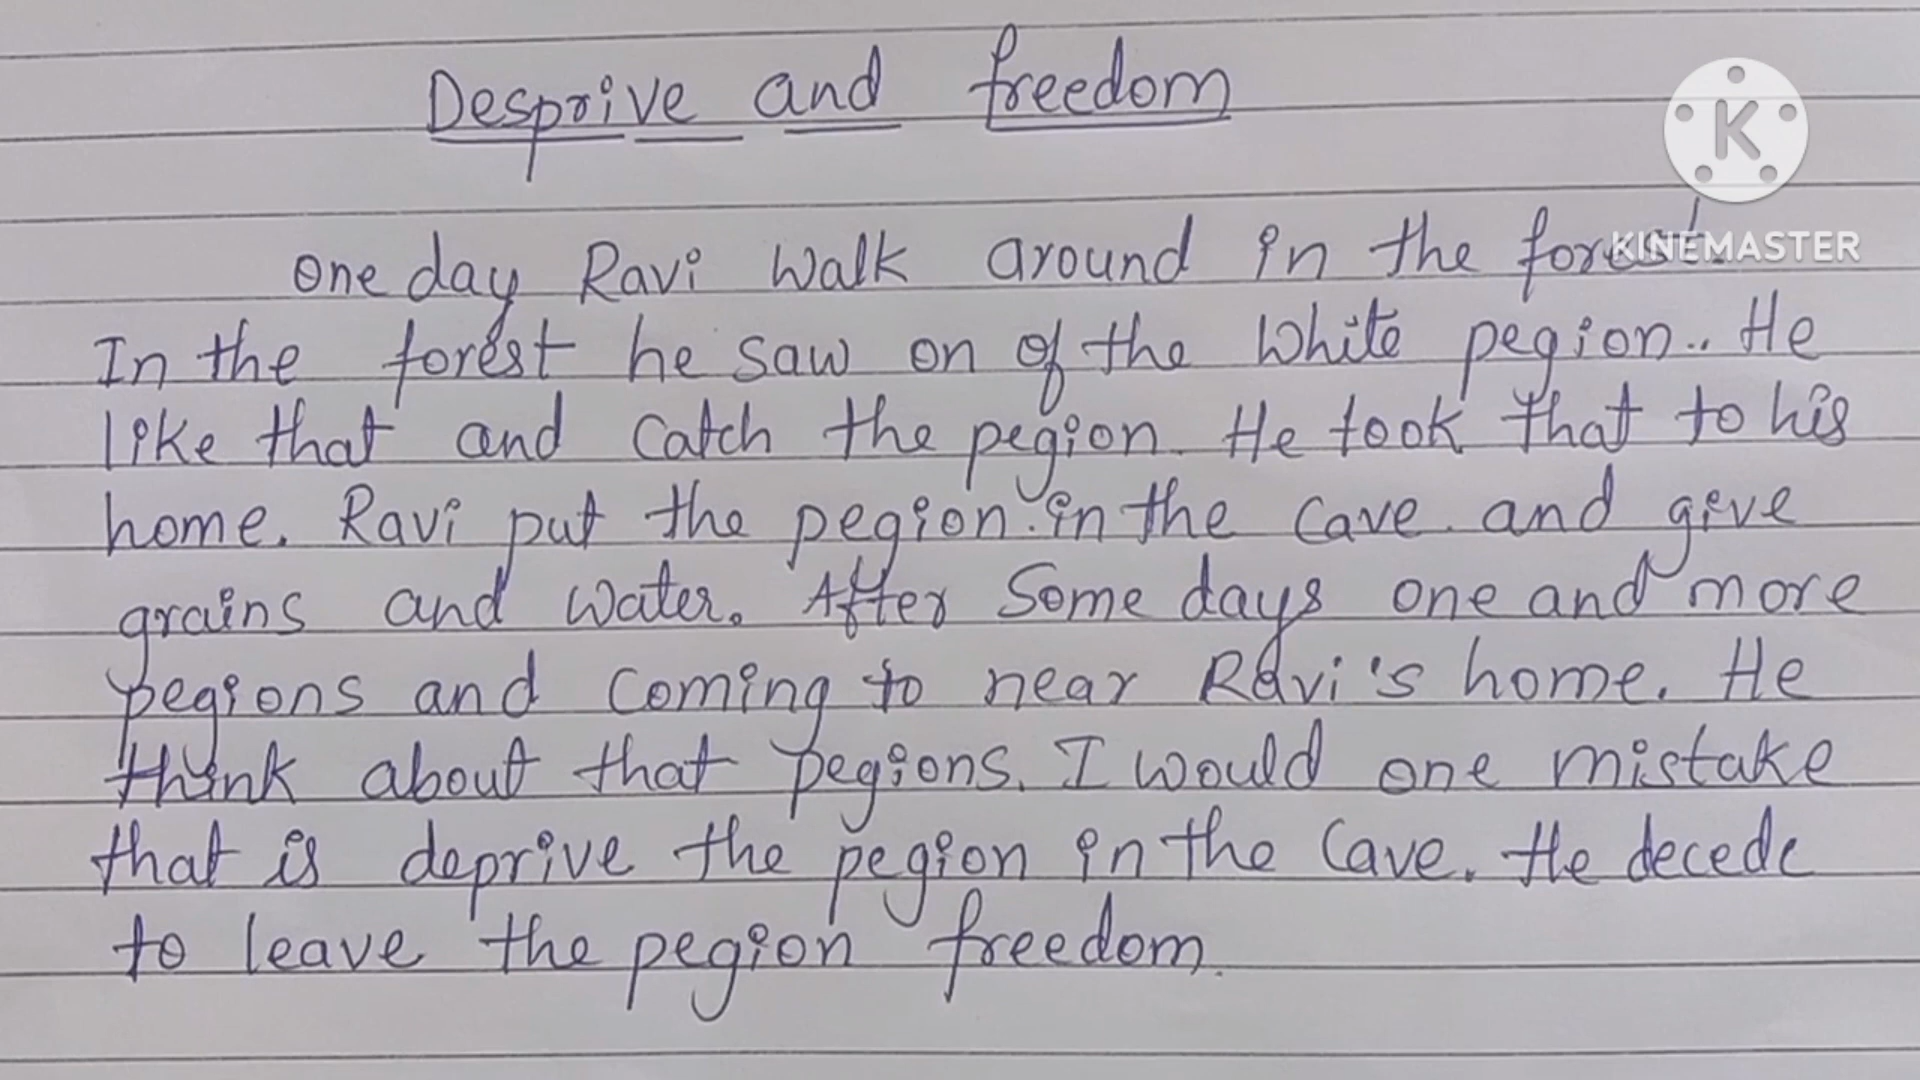 Desprive and freedom
K
KINEMASTER
One day Ravi walk around in the forest.
In the forest he saw on of the white pegion.. He
like that and catch the pegion. He took that to his
home. Ravi put the pegion in the cave and give
grains and water. After some days one and more
pegions and coming to near Ravi's home. He
think about that pegions. I would one mistake
that is deprive the pegion in the cave. He decede
to leave the pegion freedom.